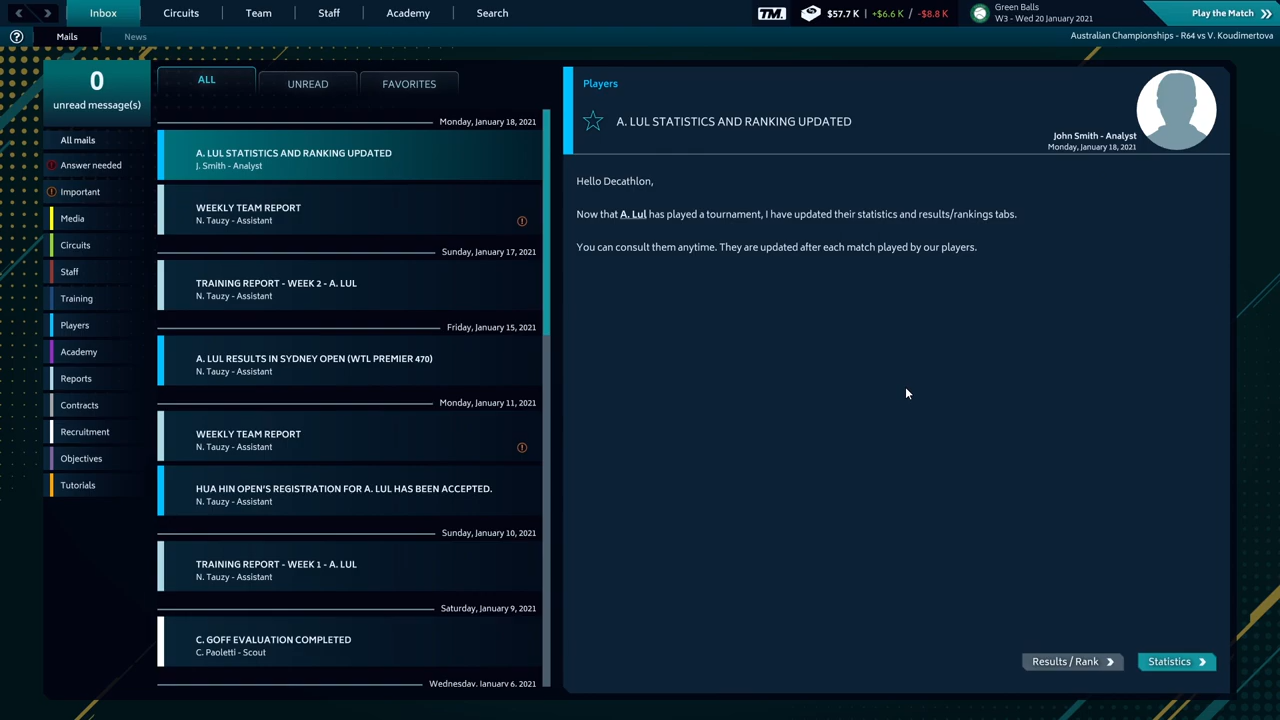 Inbox
Circuits
Team
Staff
Academy
Search
TM.
$57.7 K
+$6.6 K / -$8.8 K
Green Balls
W3 - Wed 20 January 2021
Play the Match
?
Mails
News
Australian Championships - R64 vs V. Koudimertova
0
unread message(s)
All mails
Answer needed
Important
Media
Circuits
Staff
Training
Players
Academy
Reports
Contracts
Recruitment
Objectives
Tutorials
ALL
UNREAD
FAVORITES
Monday, January 18, 2021
A. LUL STATISTICS AND RANKING UPDATED
J. Smith - Analyst
WEEKLY TEAM REPORT
N. Tauzy - Assistant
Sunday, January 17, 2021
TRAINING REPORT - WEEK 2 - A. LUL
N. Tauzy - Assistant
Friday, January 15, 2021
A. LUL RESULTS IN SYDNEY OPEN (WTL PREMIER 470)
N. Tauzy - Assistant
Monday, January 11, 2021
WEEKLY TEAM REPORT
N. Tauzy - Assistant
HUA HIN OPEN'S REGISTRATION FOR A. LUL HAS BEEN ACCEPTED.
N. Tauzy - Assistant
Sunday, January 10, 2021
TRAINING REPORT - WEEK 1 - A. LUL
N. Tauzy - Assistant
Saturday, January 9, 2021
C. GOFF EVALUATION COMPLETED
C. Paoletti - Scout
Wednesday, January 6, 2021
Players
A. LUL STATISTICS AND RANKING UPDATED
John Smith - Analyst
Monday, January 18, 2021
Hello Decathlon,
Now that A. Lul has played a tournament, I have updated their statistics and results/rankings tabs.
You can consult them anytime. They are updated after each match played by our players.
Results / Rank
Statistics